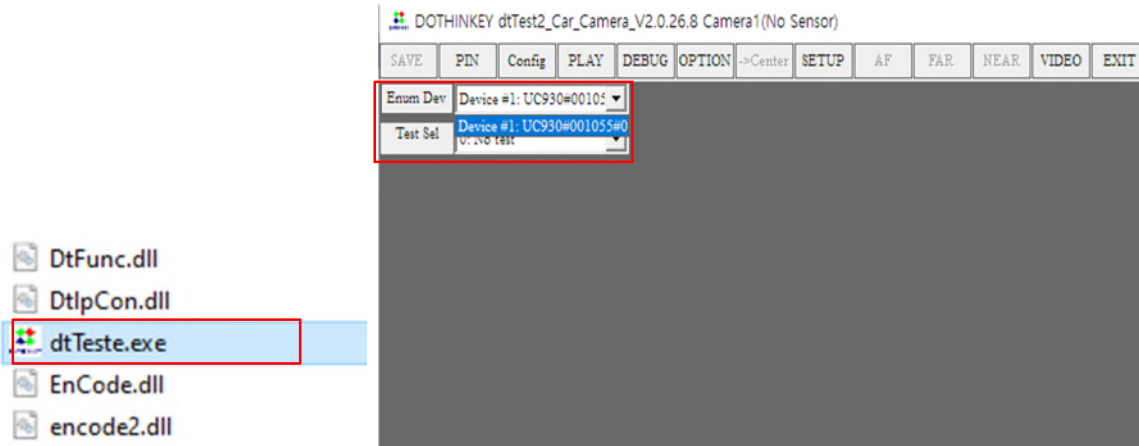 DtFunc.dll
DtIpCon.dll
dtTeste.exe
EnCode.dll
encode2.dll
DOTHINKEY dtTest2_Car_Camera_V2.0.26.8 Camera1(No Sensor)
SAVE PIN Config PLAY DEBUG OPTION ->Center SETUP AF FAR NEAR VIDEO EXIT
Enum Dev Device #1: UC930#00105
Device #1: UC930#001055#0
Test Sel 0: No test